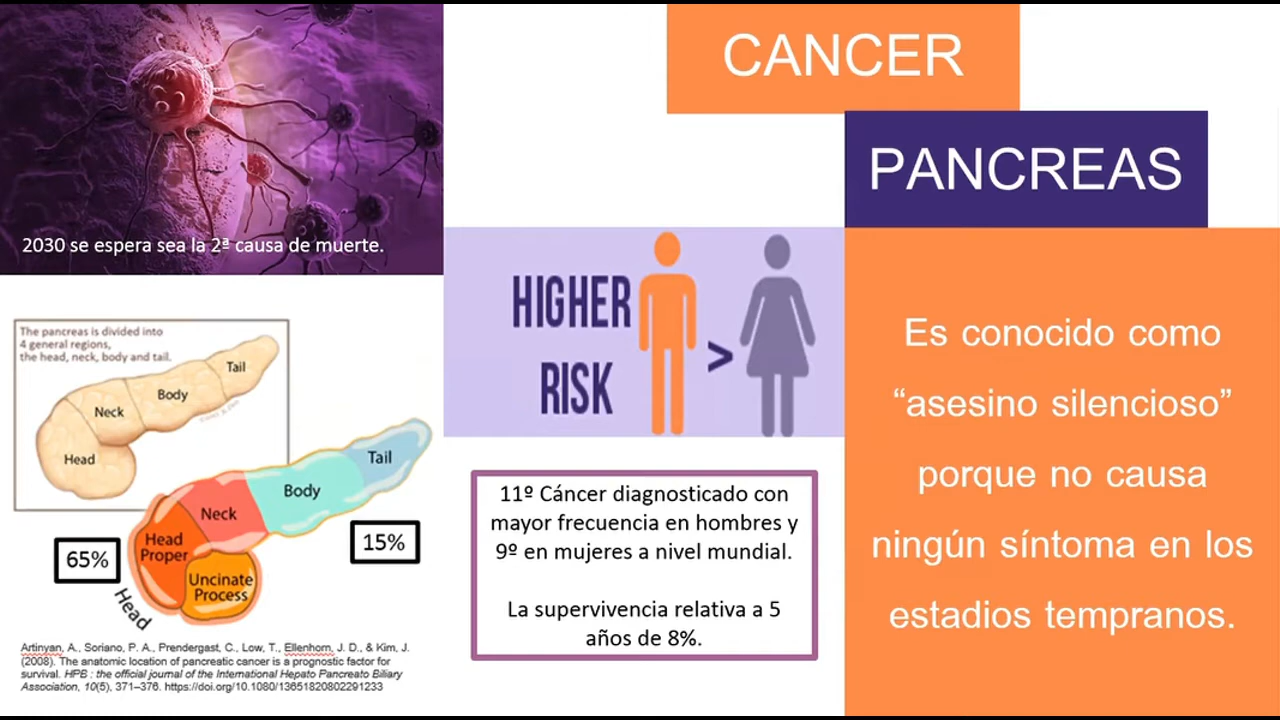 CANCER
PANCREAS
2030 se espera sea la 2ª causa de muerte.
The pancreas is divided into
4 general regions,
the head, neck, body and tail.
Tail
Body
Neck
Head
Tail
Body
Neck
Head
Proper
Uncinate
Process
Head
65%
15%
Artinyan, A., Soriano, P. A., Prendergast, C., Low, T., Ellenhorn, J. D., & Kim, J.
(2008). The anatomic location of pancreatic cancer is a prognostic factor for
survival. HPB : the official journal of the International Hepato Pancreato Biliary
Association, 10(5), 371–376. https://doi.org/10.1080/13651820802291233
HIGHER
RISK
>
11º Cáncer diagnosticado con
mayor frecuencia en hombres y
9º en mujeres a nivel mundial.
La supervivencia relativa a 5
años de 8%.
Es conocido como
“asesino silencioso”
porque no causa
ningún síntoma en los
estadios tempranos.